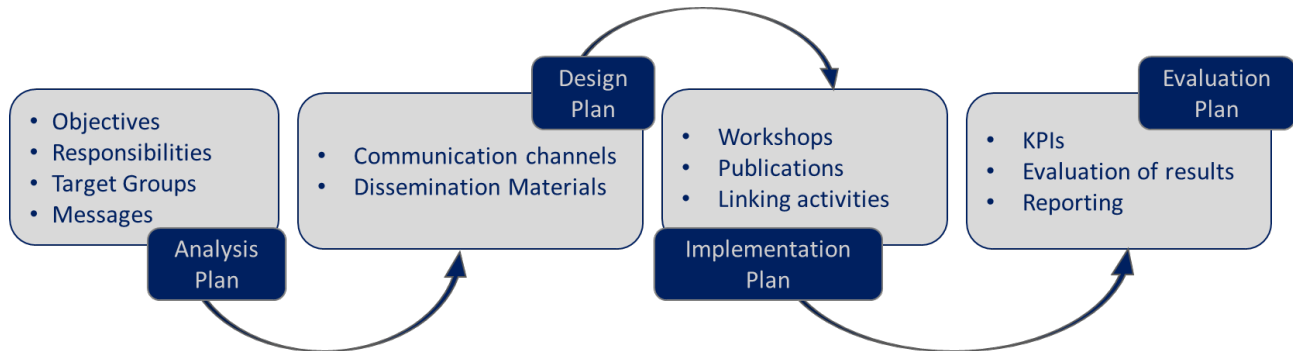 • Objectives
• Responsibilities
• Target Groups
• Messages
Analysis
Plan
Design
Plan
• Communication channels
• Dissemination Materials
• Workshops
• Publications
• Linking activities
Implementation
Plan
Evaluation
Plan
• KPIs
• Evaluation of results
• Reporting